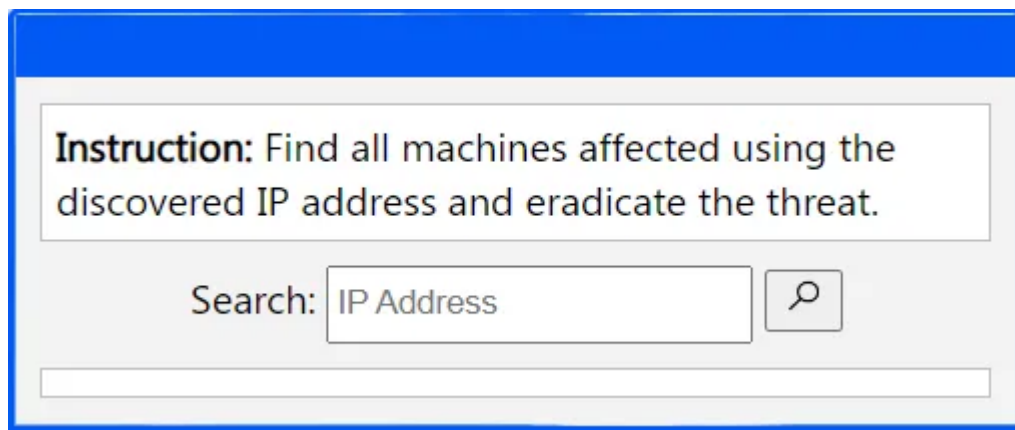 Instruction: Find all machines affected using the
discovered IP address and eradicate the threat.
Search: IP Address